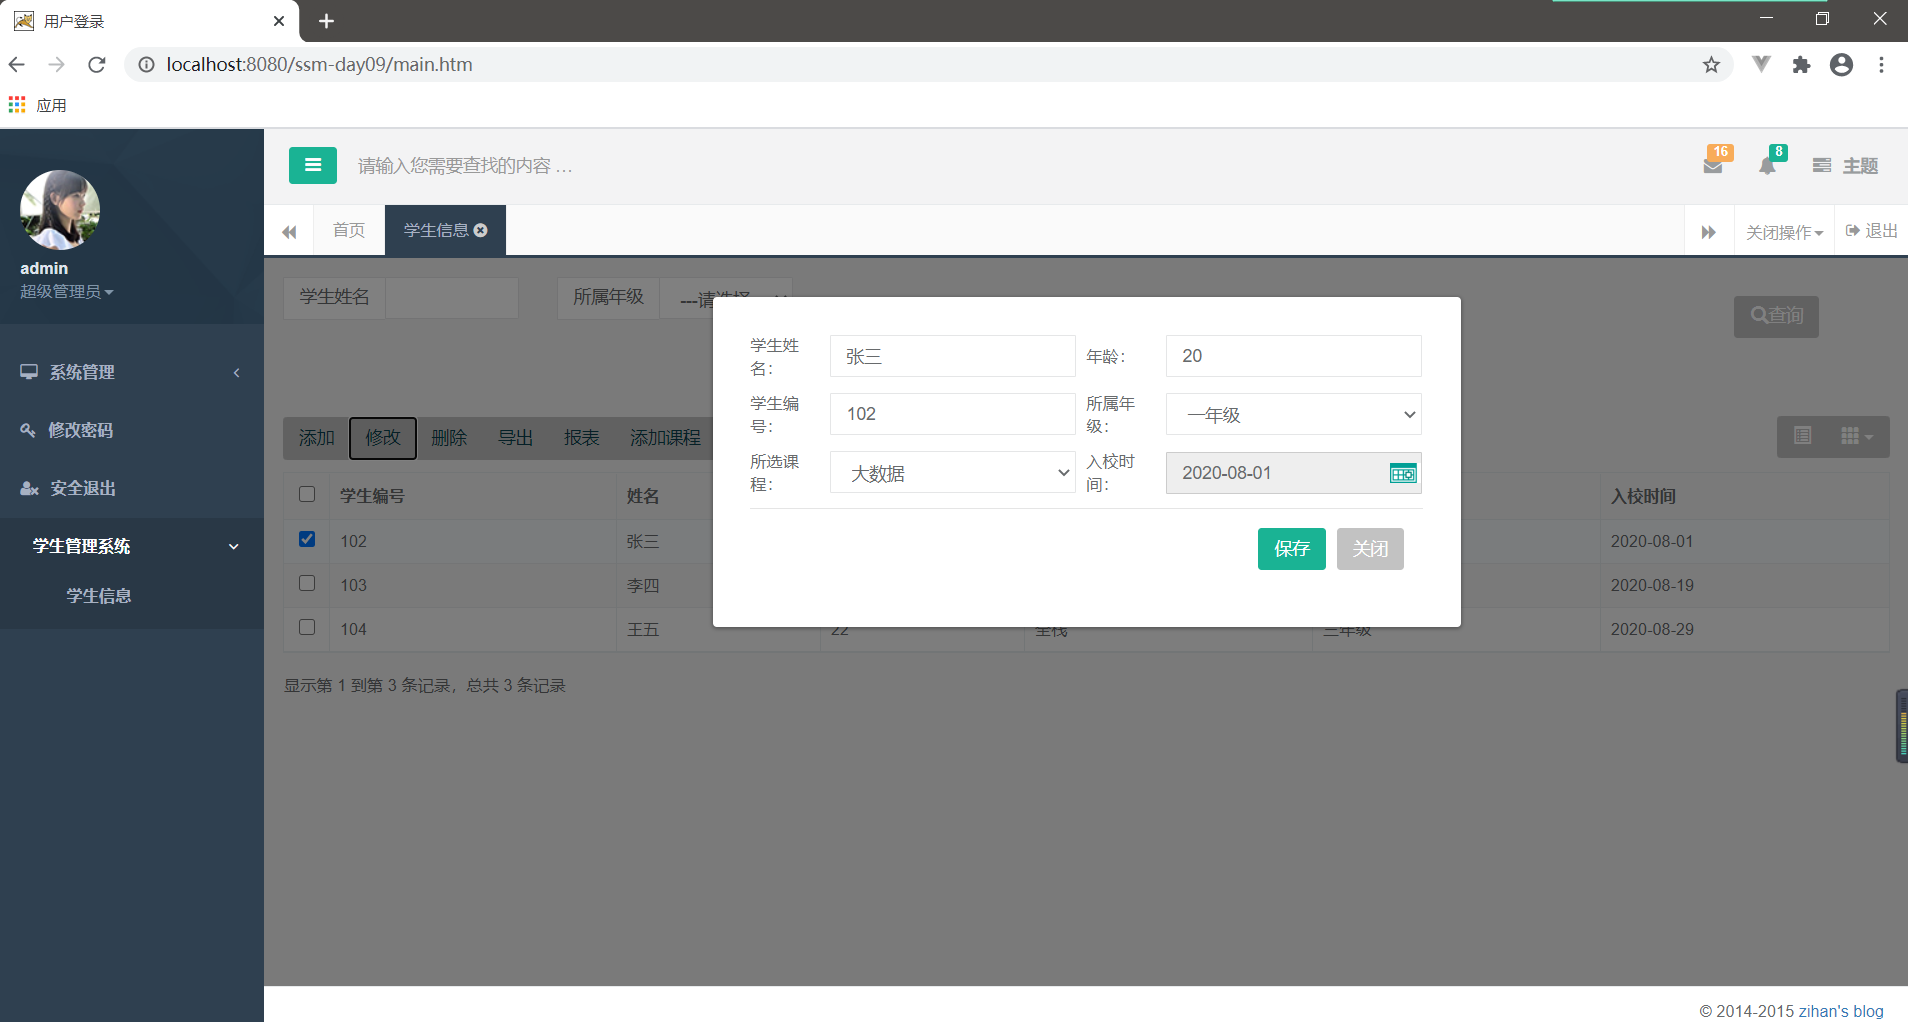 用户登录
localhost:8080/ssm-day09/main.htm
应用
admin
超级管理员
系统管理
修改密码
安全退出
学生管理系统
学生信息
请输入您需要查找的内容 …
16
8
主题
首页
学生信息
关闭操作
退出
学生姓名
所属年级
---请选择
查询
添加
修改
删除
导出
报表
添加课程
学生编号
姓名
入校时间
102
张三
2020-08-01
103
李四
2020-08-19
104
王五
22
全栈
三年级
2020-08-29
显示第 1 到第 3 条记录，总共 3 条记录
学生姓
名：
张三
年龄：
20
学生编
号：
102
所属年
级：
一年级
所选课
程：
大数据
入校时
间：
2020-08-01
保存
关闭
© 2014-2015 zihan's blog